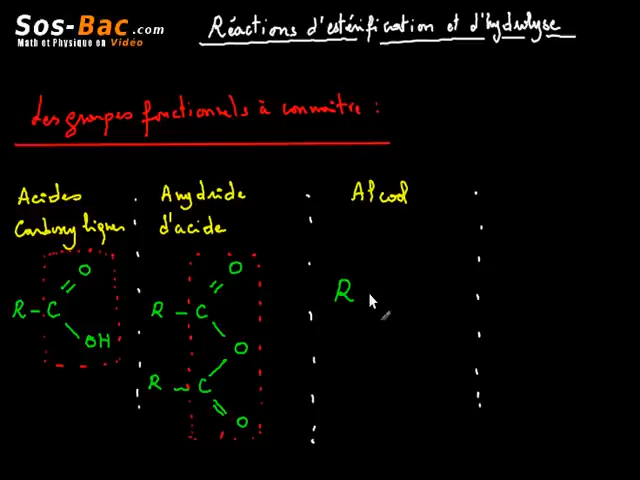 Sos-Bac.com
Math et Physique en Vidéo
Réactions d'estérification et d'hydrolyse
Les groupes fonctionnels à connaître :
Acides Carboxyliques
Anydride d'acide
Alcool
O
R - C
OH
O
R - C
O
R - C
O
R